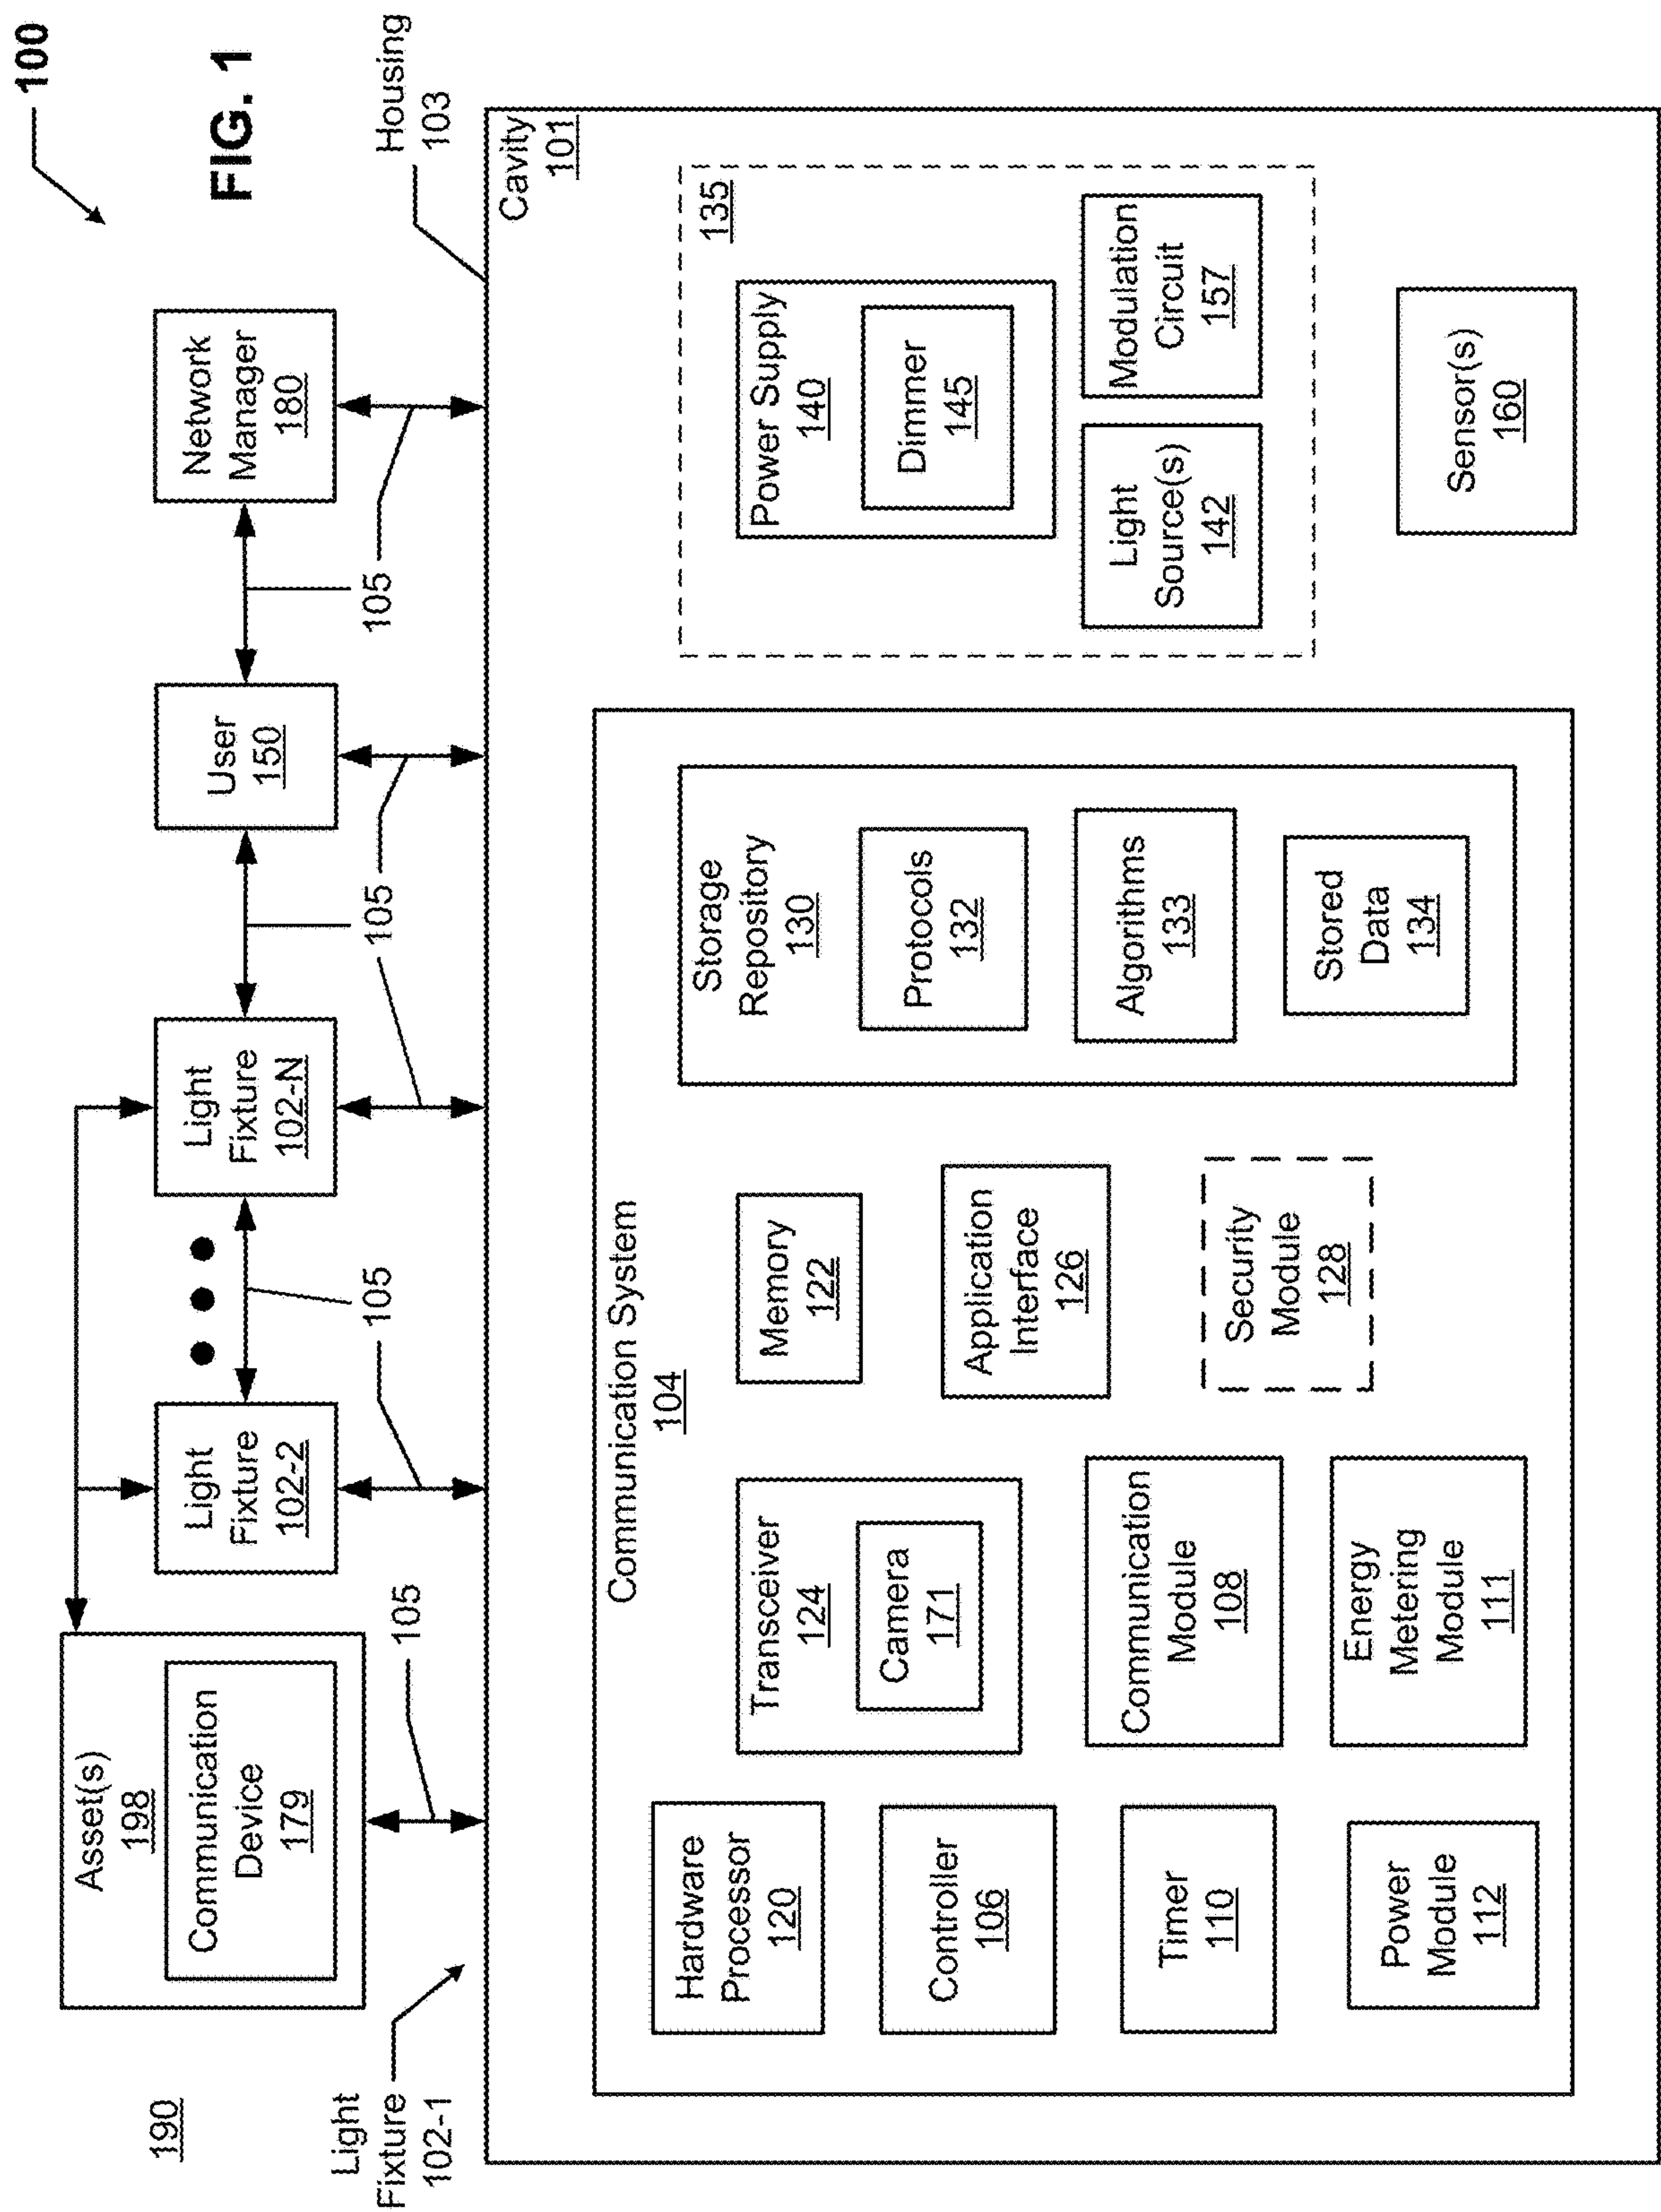 100
FIG. 1
190
Asset(s)
198
Communication
Device
179
Light
Fixture
102-2
Light
Fixture
102-N
User
150
Network
Manager
180
105
105
105
105
105
Light
Fixture
102-1
Housing
103
Cavity
101
Communication System
104
Hardware
Processor
120
Controller
106
Timer
110
Power
Module
112
Transceiver
124
Camera
171
Communication
Module
108
Energy
Metering
Module
111
Memory
122
Application
Interface
126
Security
Module
128
Storage
Repository
130
Protocols
132
Algorithms
133
Stored
Data
134
135
Power Supply
140
Dimmer
145
Light
Source(s)
142
Modulation
Circuit
157
Sensor(s)
160